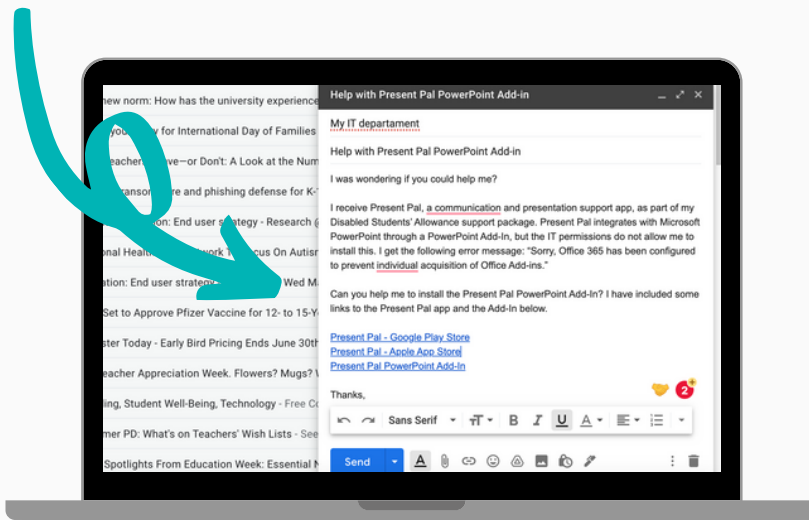 Help with Present Pal PowerPoint Add-in
My IT departament
Help with Present Pal PowerPoint Add-in
I was wondering if you could help me?
I receive Present Pal, a communication and presentation support app, as part of my
Disabled Students' Allowance support package. Present Pal integrates with Microsoft
PowerPoint through a PowerPoint Add-In, but the IT permissions do not allow me to
install this. I get the following error message: "Sorry, Office 365 has been configured
to prevent individual acquisition of Office Add-ins."
Can you help me to install the Present Pal PowerPoint Add-In? I have included some
links to the Present Pal app and the Add-In below.
Present Pal - Google Play Store
Present Pal - Apple App Store
Present Pal PowerPoint Add-In
Thanks,
2
Sans Serif
B I U A
Send A
new norm: How has the university experience
for International Day of Families
or Don't: A Look at the Num
and phishing defense for K-
End user strategy - Research
On Autism
ation: End user Wed Ma
Set to Approve Pfizer Vaccine for 12- to 15-Y
ster Today - Early Bird Pricing Ends June 30th
eacher Appreciation Week. Flowers? Mugs?
ing, Student Well-Being, Technology - Free Co
mer PD: What's on Teachers' Wish Lists - See
Spotlights From Education Week: Essential